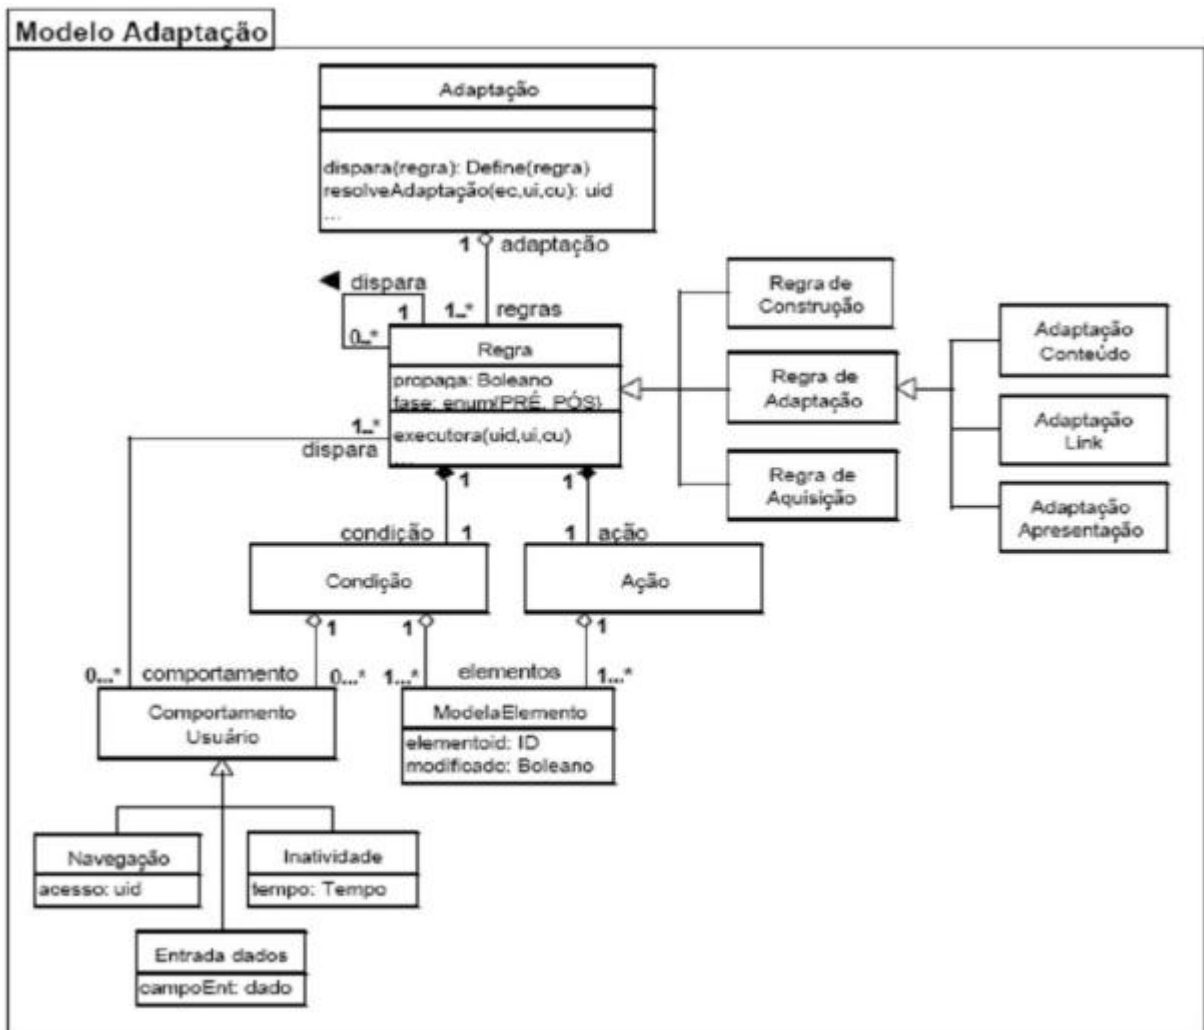 Modelo Adaptação
Adaptação
dispara(regra): Define(regra)
resolveAdaptação(ec,ui,cu): uid
...
1 adaptação
dispara
1
0..*
1..* regras
Regra
propaga: Boleano
fase: enum{PRÉ, PÓS}
executora(uid,ui,cu)
...
1..*
dispara
Regra de
Construção
Regra de
Adaptação
Regra de
Aquisição
Adaptação
Conteúdo
Adaptação
Link
Adaptação
Apresentação
1
1
condição 1
1 ação
Condição
Ação
1
1
1
0...* comportamento 0...*
1...* elementos 1...*
Comportamento
Usuário
ModelaElemento
elementoid: ID
modificado: Boleano
Navegação
acesso: uid
Inatividade
tempo: Tempo
Entrada dados
campoEnt: dado